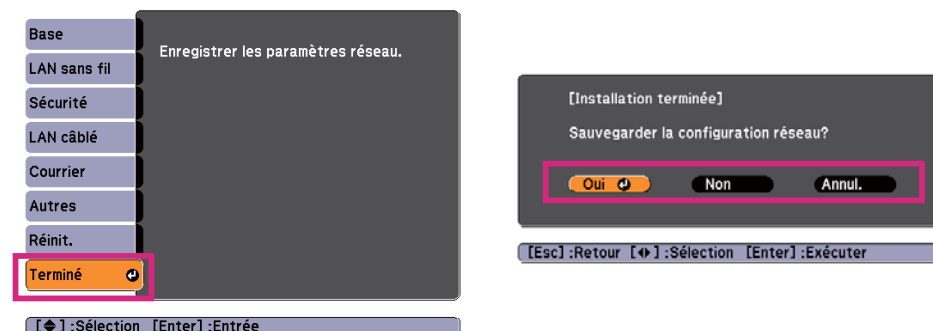 Base
LAN sans fil
Sécurité
LAN câblé
Courrier
Autres
Réinit.
Terminé
Enregistrer les paramètres réseau.
[ ] :Sélection [Enter] :Entrée
[Installation terminée]
Sauvegarder la configuration réseau?
Oui Non Annul.
[Esc] :Retour [ ] :Sélection [Enter] :Exécuter